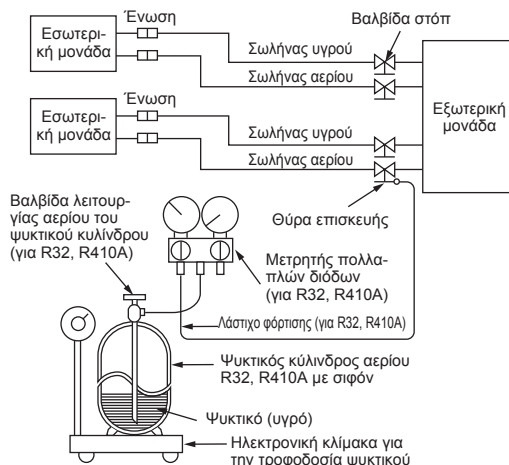 Ένωση
Βαλβίδα στόπ
Εσωτερι-
κή μονάδα
Σωλήνας υγρού
Σωλήνας αερίου
Ένωση
Εσωτερι-
κή μονάδα
Σωλήνας υγρού
Σωλήνας αερίου
Εξωτερική
μονάδα
Θύρα επισκευής
Βαλβίδα λειτουρ-
γίας αερίου του
ψυκτικού κυλίνδρου
(για R32, R410A)
Μετρητής πολλα-
πλών διόδων
(για R32, R410A)
Λάστιχο φόρτισης (για R32, R410A)
Ψυκτικός κύλινδρος αερίου
R32, R410A με σιφόν
Ψυκτικό (υγρό)
Ηλεκτρονική κλίμακα για
την τροφοδοσία ψυκτικού